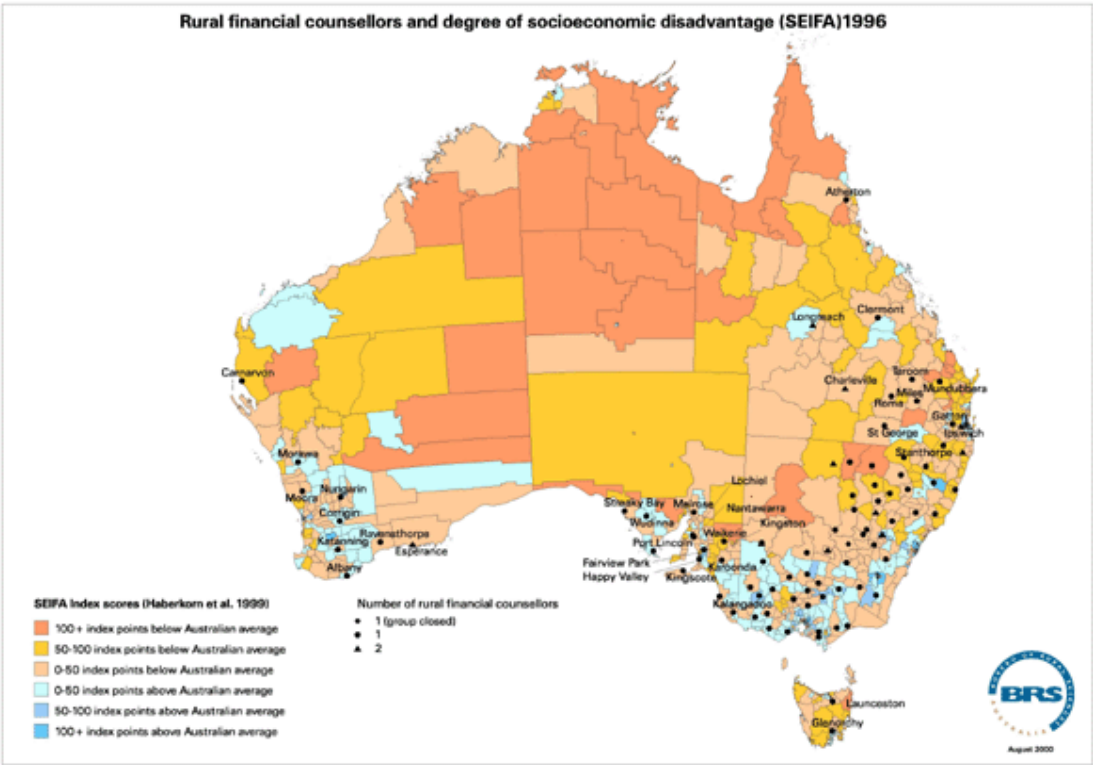 Rural financial counsellors and degree of socioeconomic disadvantage (SEIFA)1996
Atherton
Clermont
Longreach
Carnarvon
Taroom
Charleville
Mundubbera
Miles
Roma
Gatton
St George
Ipswich
Stanthorpe
Morawa
Lochiel
Nungarin
Moora
Streaky Bay
Melrose
Nantawarra
Corrigin
Wudinna
Kingston
Ravensthorpe
Waikerie
Katanning
Port Lincoln
Esperance
Fairview Park
Karoonda
Albany
Happy Valley
Kingscote
Kalangadoo
SEIFA Index scores (Haberkorn et al. 1999)
100+ index points below Australian average
50-100 index points below Australian average
0-50 index points below Australian average
0-50 index points above Australian average
50-100 index points above Australian average
100+ index points above Australian average
Number of rural financial counsellors
1 (group closed)
1
2
Launceston
Glenorchy
BUREAU OF RURAL SCIENCES
BRS
AUSTRALIA
August 2000